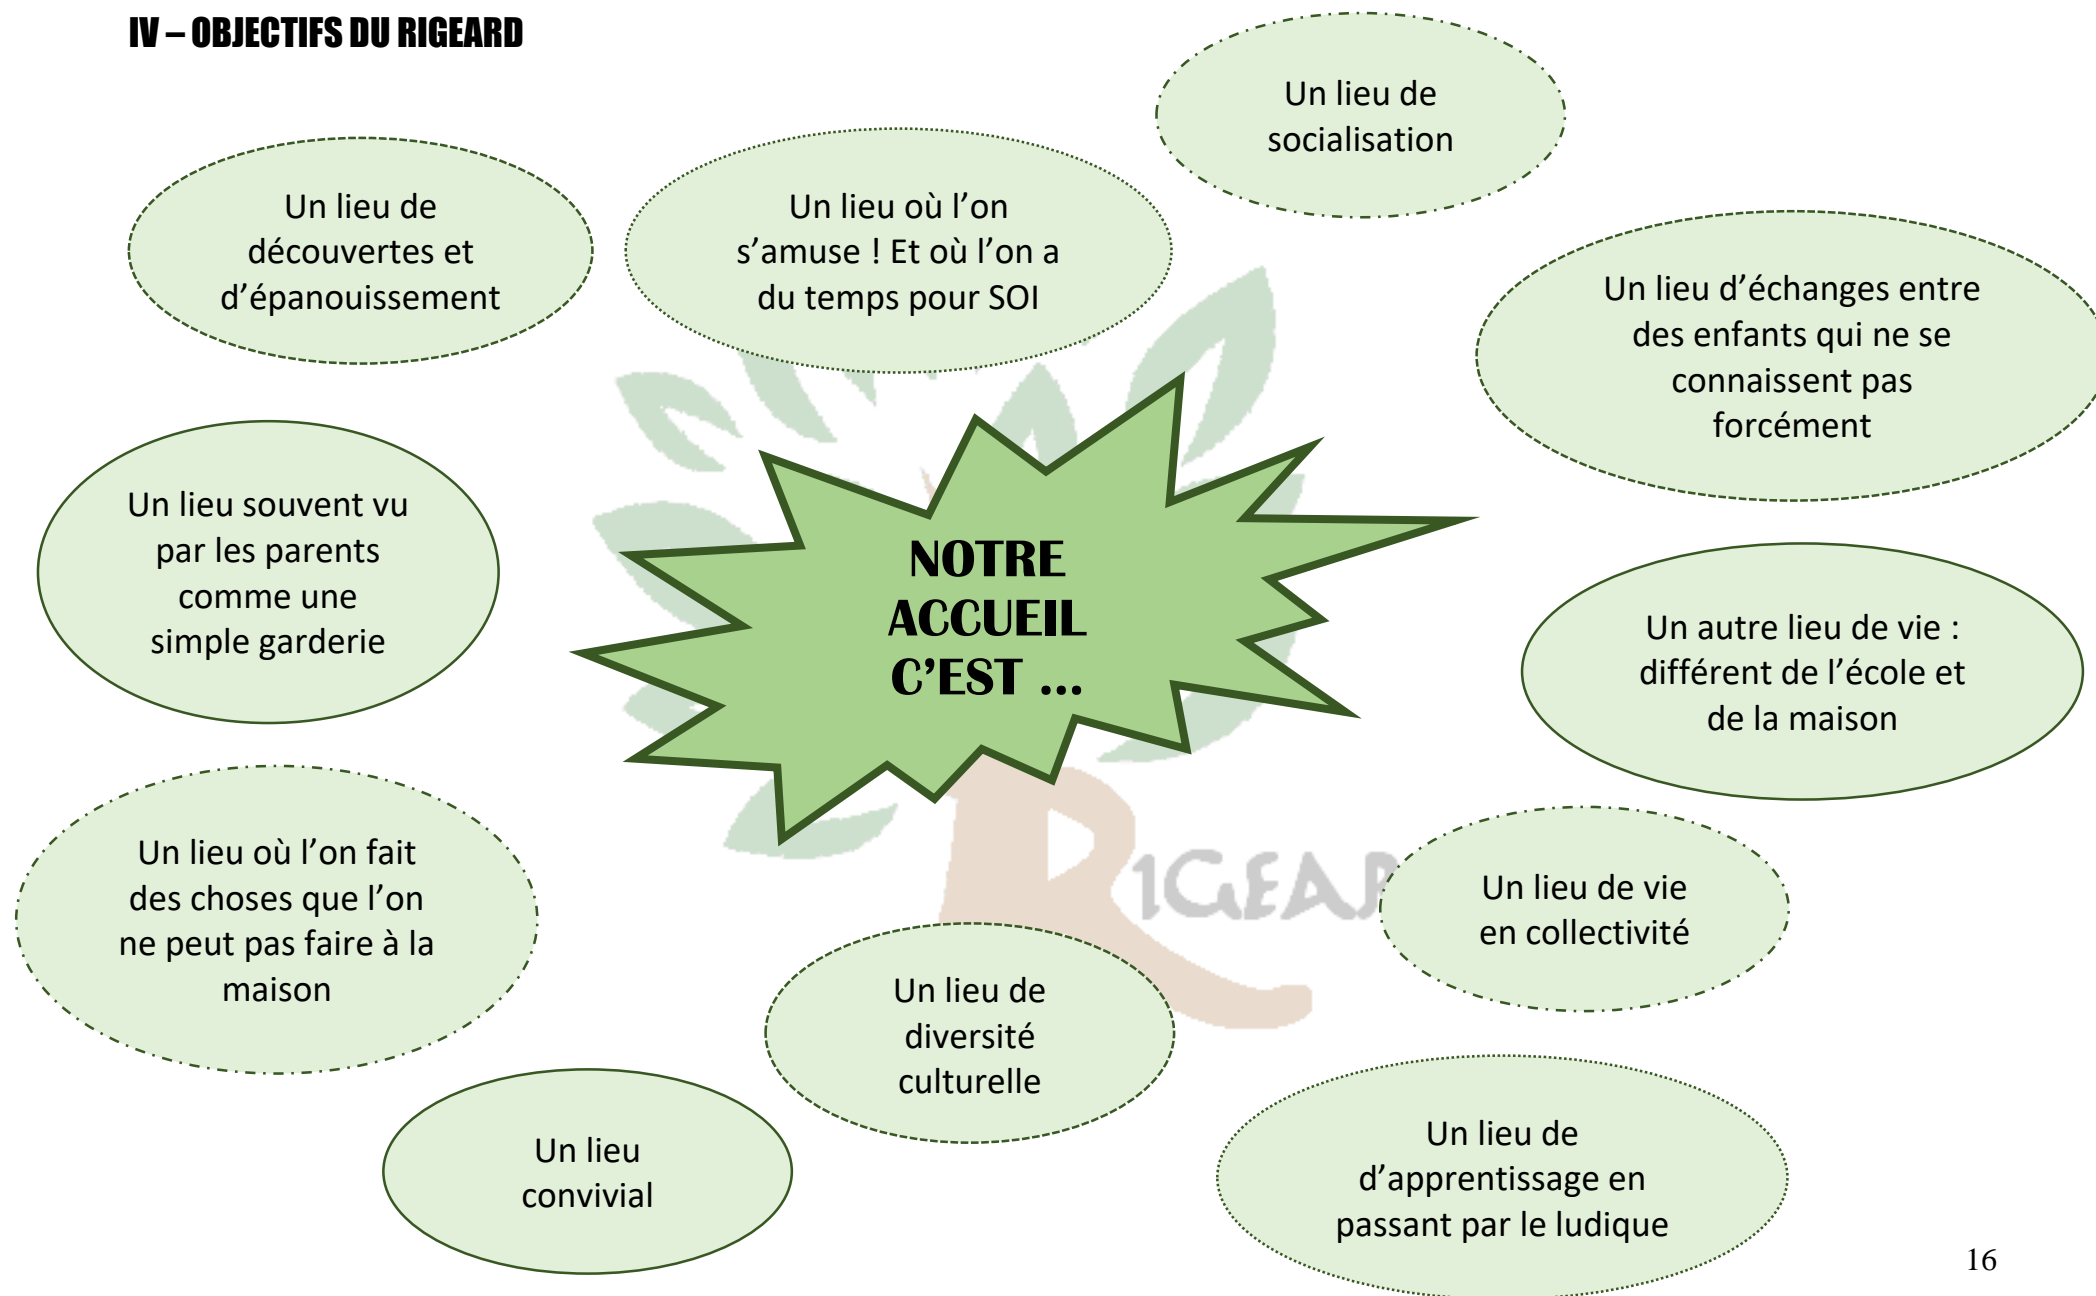 IV – OBJECTIFS DU RIGEARD
Un lieu de
socialisation
Un lieu de
découvertes et
d’épanouissement
Un lieu où l’on
s’amuse ! Et où l’on a
du temps pour SOI
Un lieu d’échanges entre
des enfants qui ne se
connaissent pas
forcément
Un lieu souvent vu
par les parents
comme une
simple garderie
NOTRE
ACCUEIL
C’EST ...
Un autre lieu de vie :
différent de l’école et
de la maison
Un lieu où l’on fait
des choses que l’on
ne peut pas faire à la
maison
RIGEAR
Un lieu de vie
en collectivité
Un lieu de
diversité
culturelle
Un lieu
convivial
Un lieu de
d’apprentissage en
passant par le ludique
16